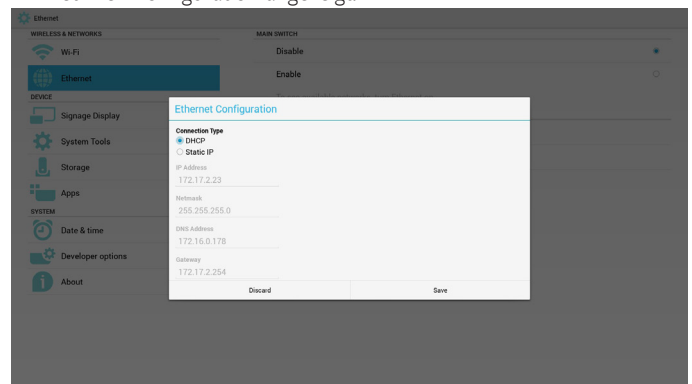 Ethernet
WIRELESS & NETWORKS
Wi-Fi
Ethernet
DEVICE
Signage Display
System Tools
Storage
Apps
SYSTEM
Date & time
Developer options
About
MAIN SWITCH
Disable
Enable
Ethernet Configuration
Connection Type
DHCP
Static IP
IP Address
172.17.2.23
Netmask
255.255.255.0
DNS Address
172.16.0.178
Gateway
172.17.2.254
Discard
Save